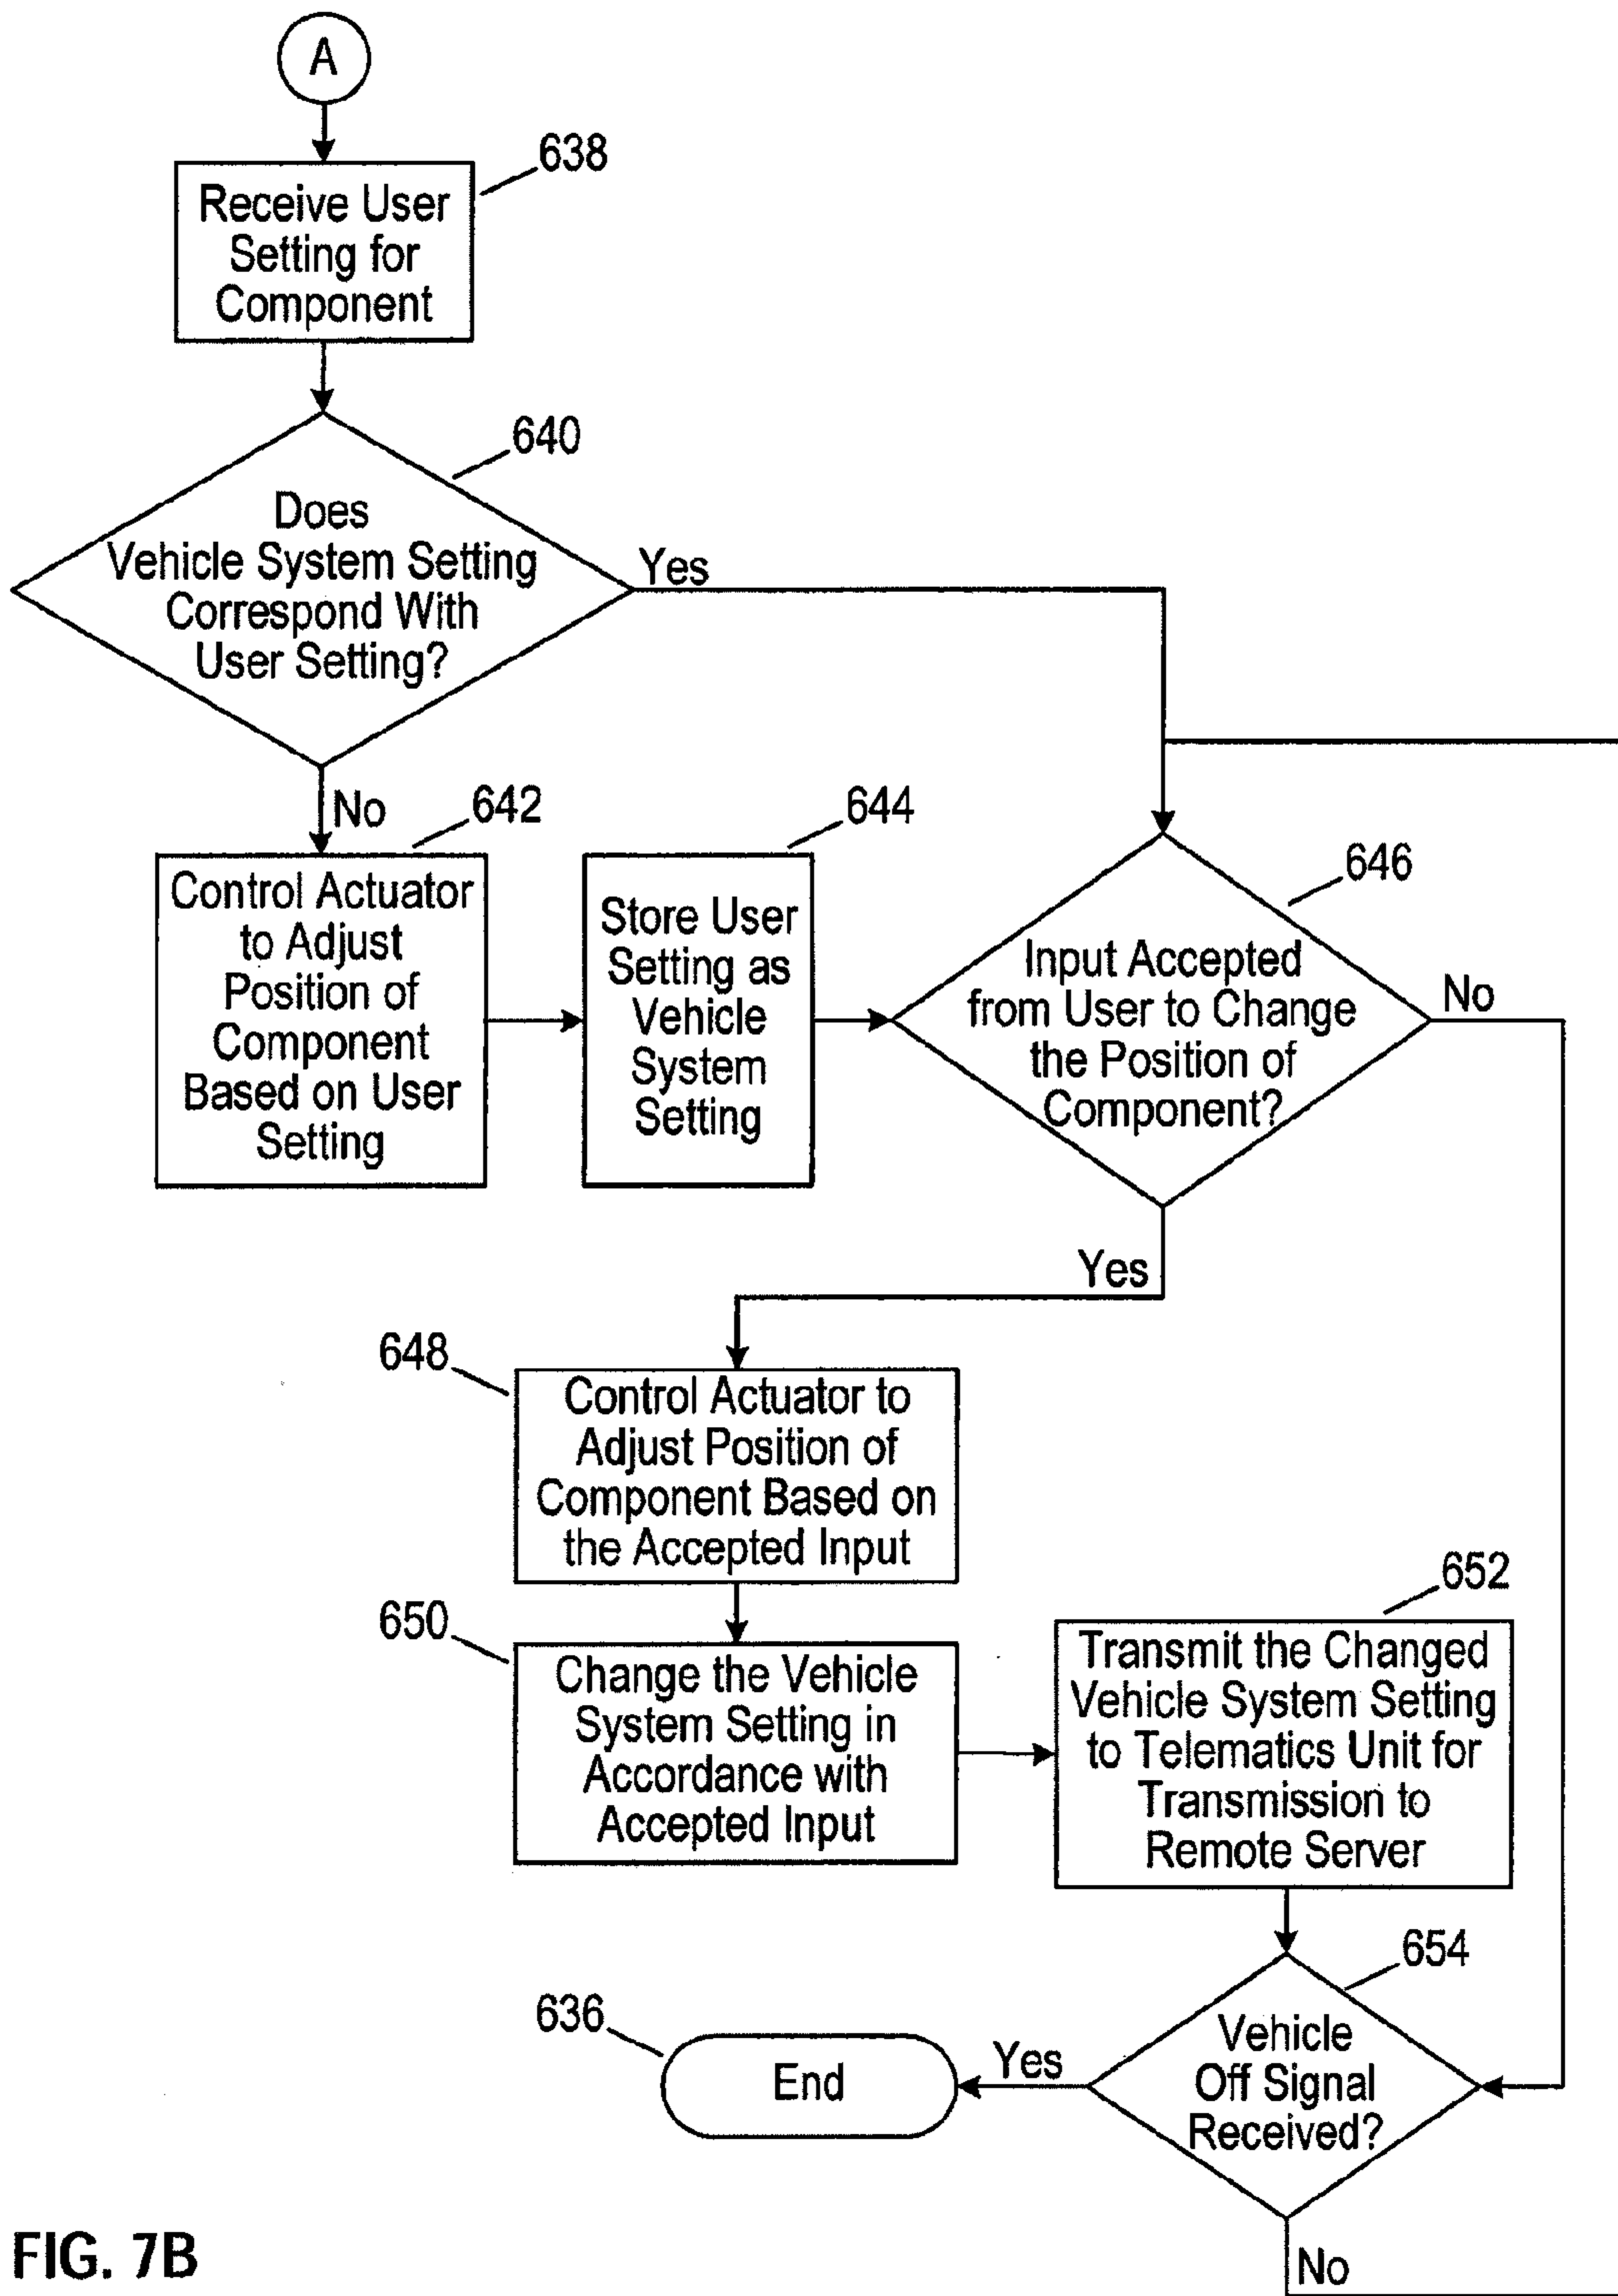 A
638
Receive User
Setting for
Component
640
Does
Vehicle System Setting
Correspond With
User Setting?
Yes
No
642
Control Actuator
to Adjust
Position of
Component
Based on User
Setting
644
Store User
Setting as
Vehicle
System
Setting
646
Input Accepted
from User to Change
the Position of
Component?
No
Yes
648
Control Actuator to
Adjust Position of
Component Based on
the Accepted Input
650
Change the Vehicle
System Setting in
Accordance with
Accepted Input
652
Transmit the Changed
Vehicle System Setting
to Telematics Unit for
Transmission to
Remote Server
654
Vehicle
Off Signal
Received?
Yes
636
End
No
FIG. 7B